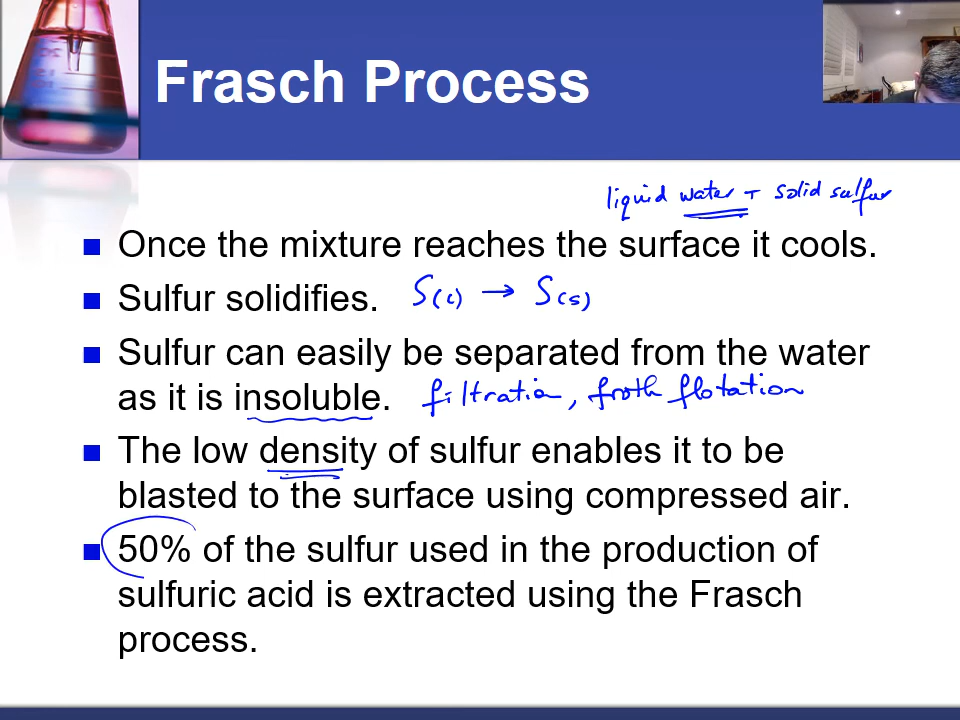 Frasch Process
liquid water + solid sulfur
Once the mixture reaches the surface it cools.
Sulfur solidifies. S(l) → S(s)
Sulfur can easily be separated from the water
as it is insoluble. filtration, froth flotation
The low density of sulfur enables it to be
blasted to the surface using compressed air.
50% of the sulfur used in the production of
sulfuric acid is extracted using the Frasch
process.